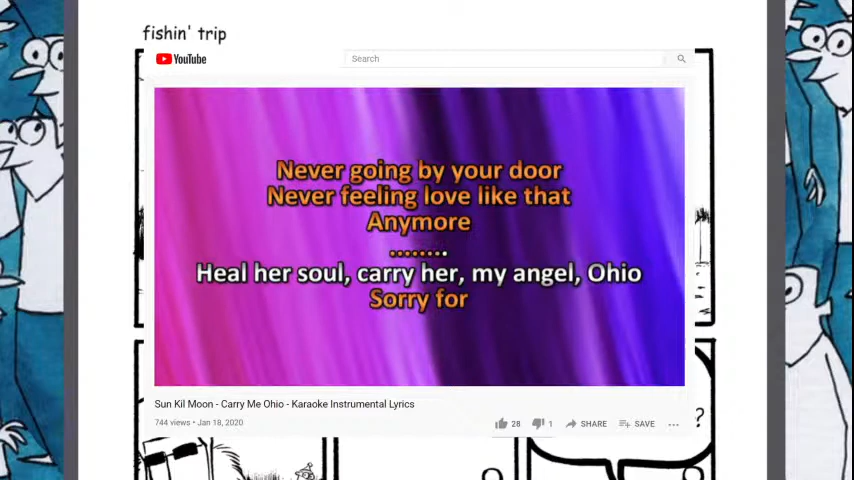 fishin' trip
YouTube
Search
Never going by your door
Never feeling love like that
Anymore
........
Heal her soul, carry her, my angel, Ohio
Sorry for
Sun Kil Moon - Carry Me Ohio - Karaoke Instrumental Lyrics
744 views • Jan 18, 2020
28
1
SHARE
SAVE
...
?